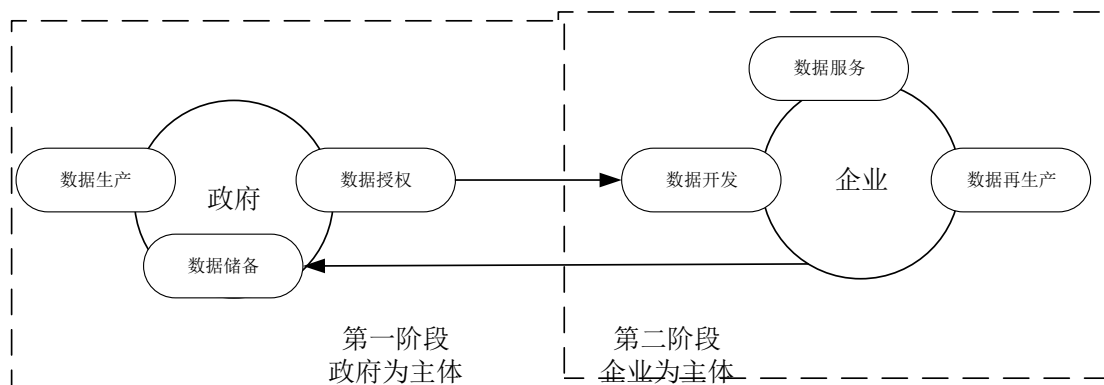 数据服务
数据生产
政府
数据授权
数据开发
企业
数据再生产
数据储备
第一阶段
政府为主体
第二阶段
企业为主体